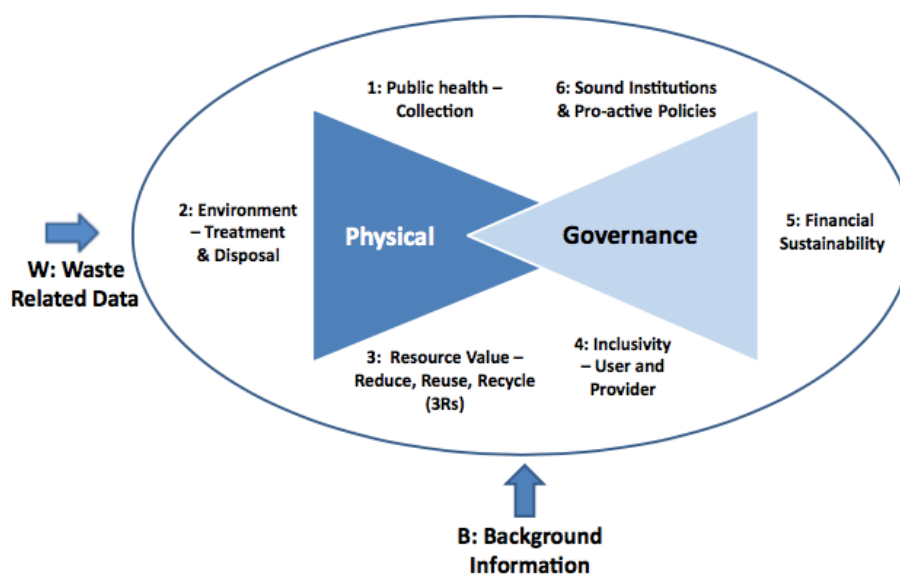 1: Public health –
Collection
6: Sound Institutions
& Pro-active Policies
2: Environment
– Treatment
& Disposal
Physical
Governance
5: Financial
Sustainability
W: Waste
Related Data
3:  Resource Value –
Reduce, Reuse, Recycle
(3Rs)
4: Inclusivity
– User and
Provider
B: Background
Information